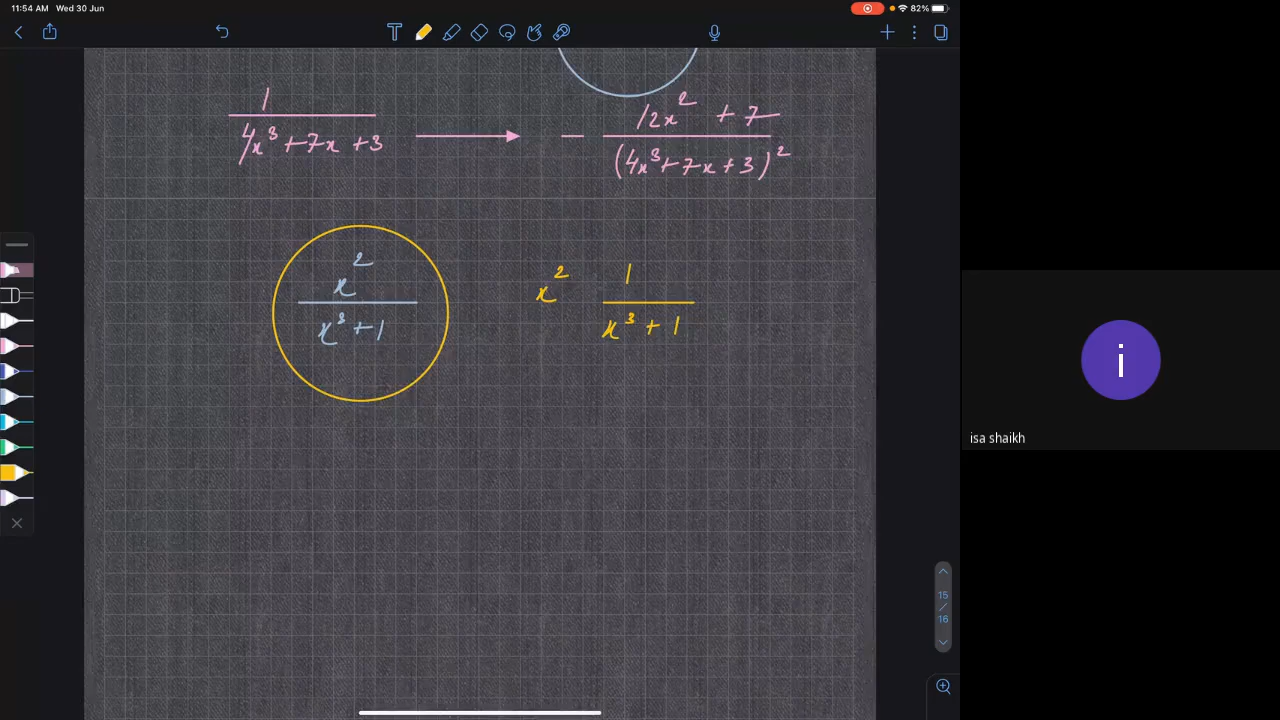 11:54 AM Wed 30 Jun
82%
1 / (4x³ + 7x + 3) → − (12x² + 7) / (4x³ + 7x + 3)²
x² / (x³ + 1)
x² 1 / (x³ + 1)
i
isa shaikh
15
/
16